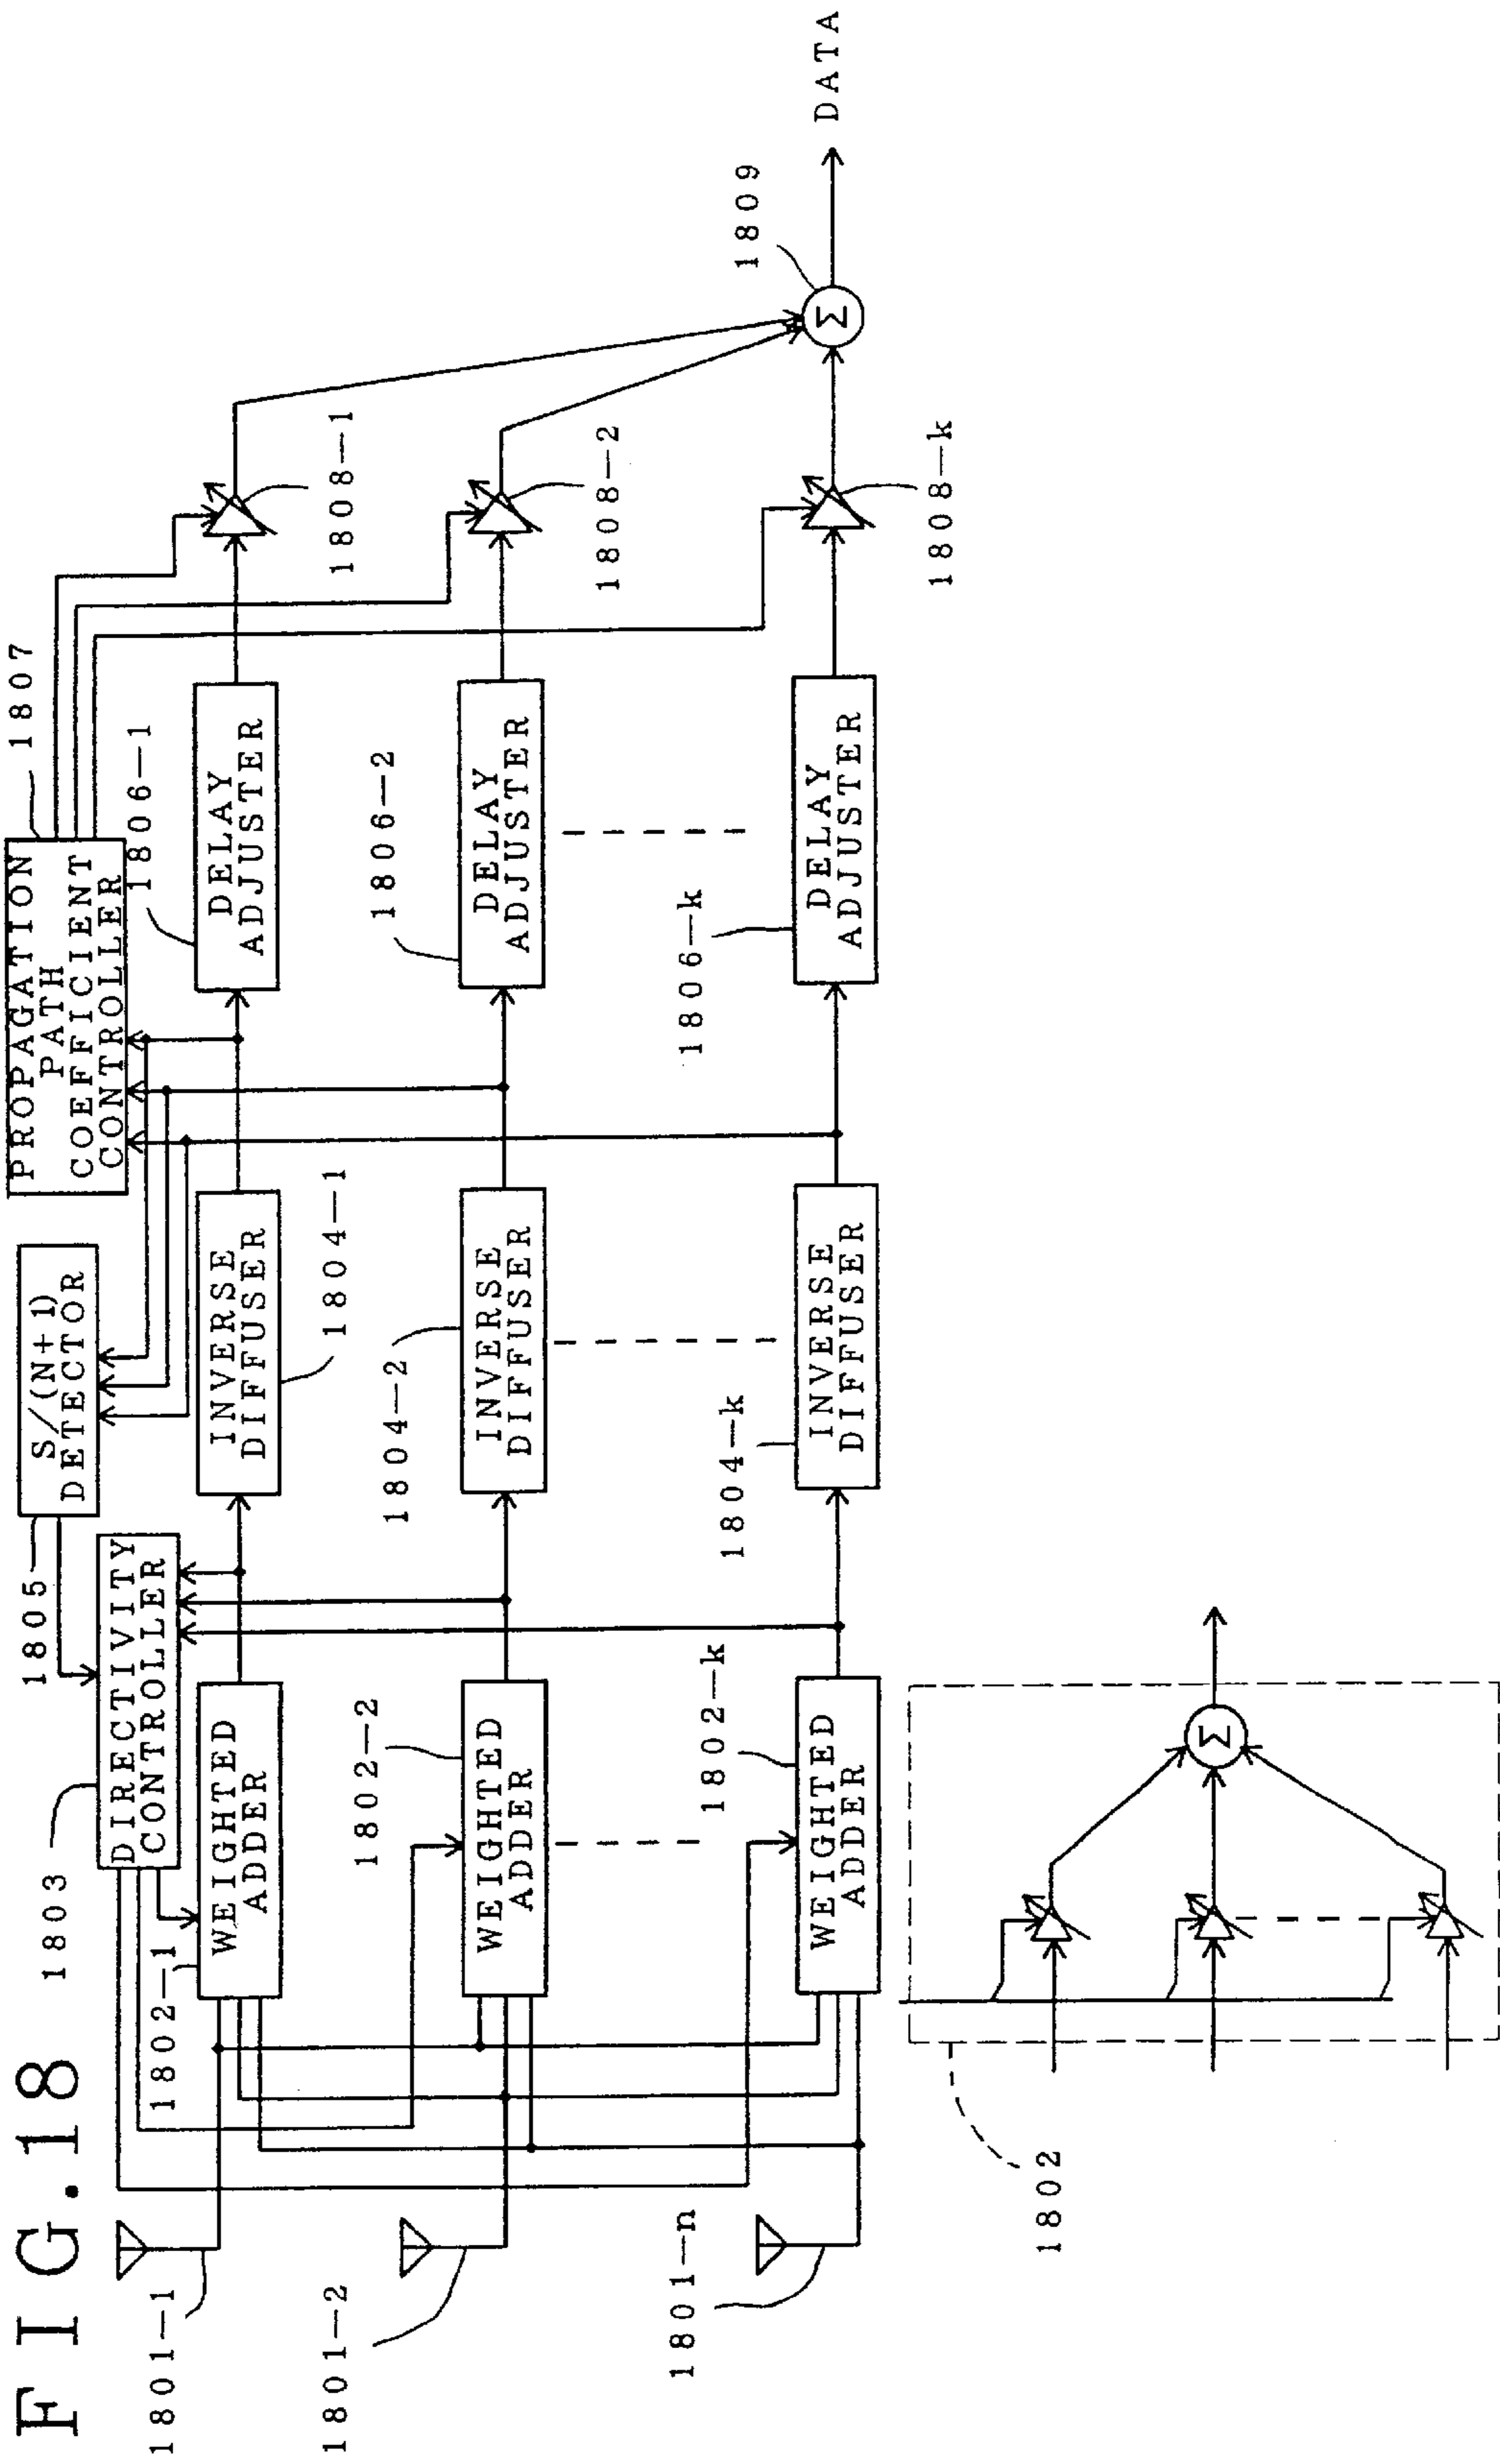 FIG.18
1801-1
1801-2
1801-n
1802-1
1803
DIRECTIVITY
CONTROLLER
1805
S/(N+1)
DETECTOR
PROPAGATION
PATH
COEFFICIENT
CONTROLLER
1807
WEIGHTED
ADDER
INVERSE
DIFFUSER
1804-1
1806-1
DELAY
ADJUSTER
1808-1
1802-2
WEIGHTED
ADDER
1804-2
INVERSE
DIFFUSER
1806-2
DELAY
ADJUSTER
1808-2
1802-k
WEIGHTED
ADDER
1804-k
INVERSE
DIFFUSER
1806-k
DELAY
ADJUSTER
1808-k
1809
Σ
DATA
1802
Σ